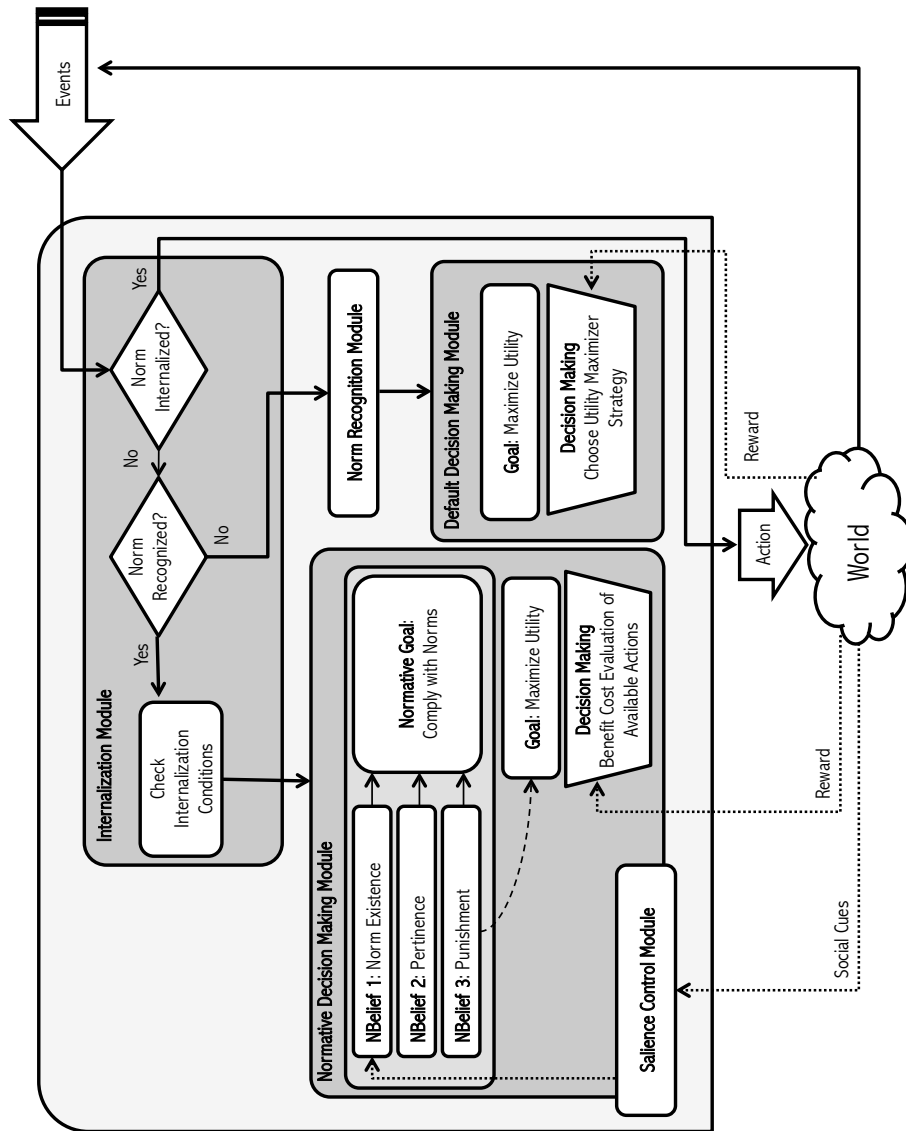 Events
Internalization Module
Norm
Internalized?
Yes
No
Norm
Recognized?
Yes
No
Check
Internalization
Conditions
Norm Recognition Module
Default Decision Making Module
Goal: Maximize Utility
Decision Making
Choose Utility Maximizer
Strategy
Normative Decision Making Module
NBelief 1: Norm Existence
NBelief 2: Pertinence
NBelief 3: Punishment
Normative Goal:
Comply with Norms
Goal: Maximize Utility
Decision Making
Benefit Cost Evaluation of
Available Actions
Salience Control Module
Action
World
Reward
Reward
Social Cues